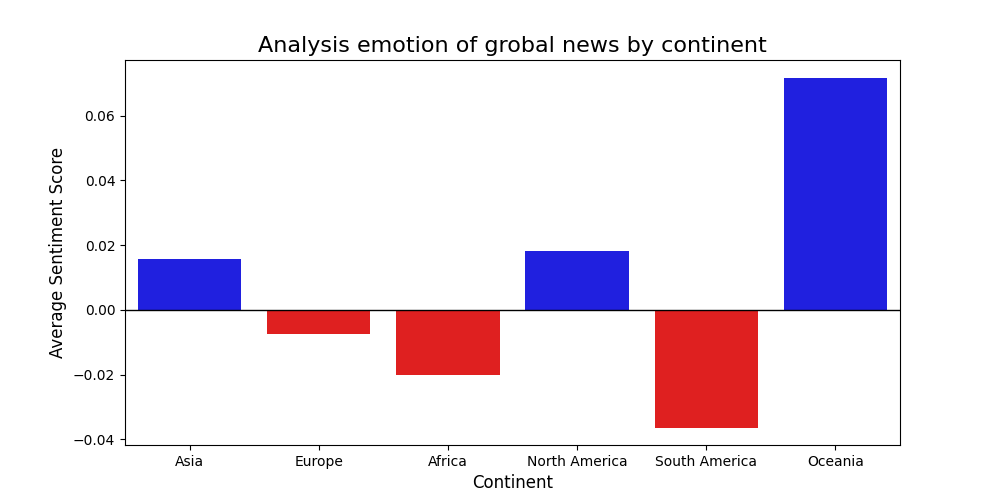 Analysis emotion of grobal news by continent
Average Sentiment Score
0.06
0.04
0.02
0.00
−0.02
−0.04
Asia Europe Africa North America South America Oceania
Continent